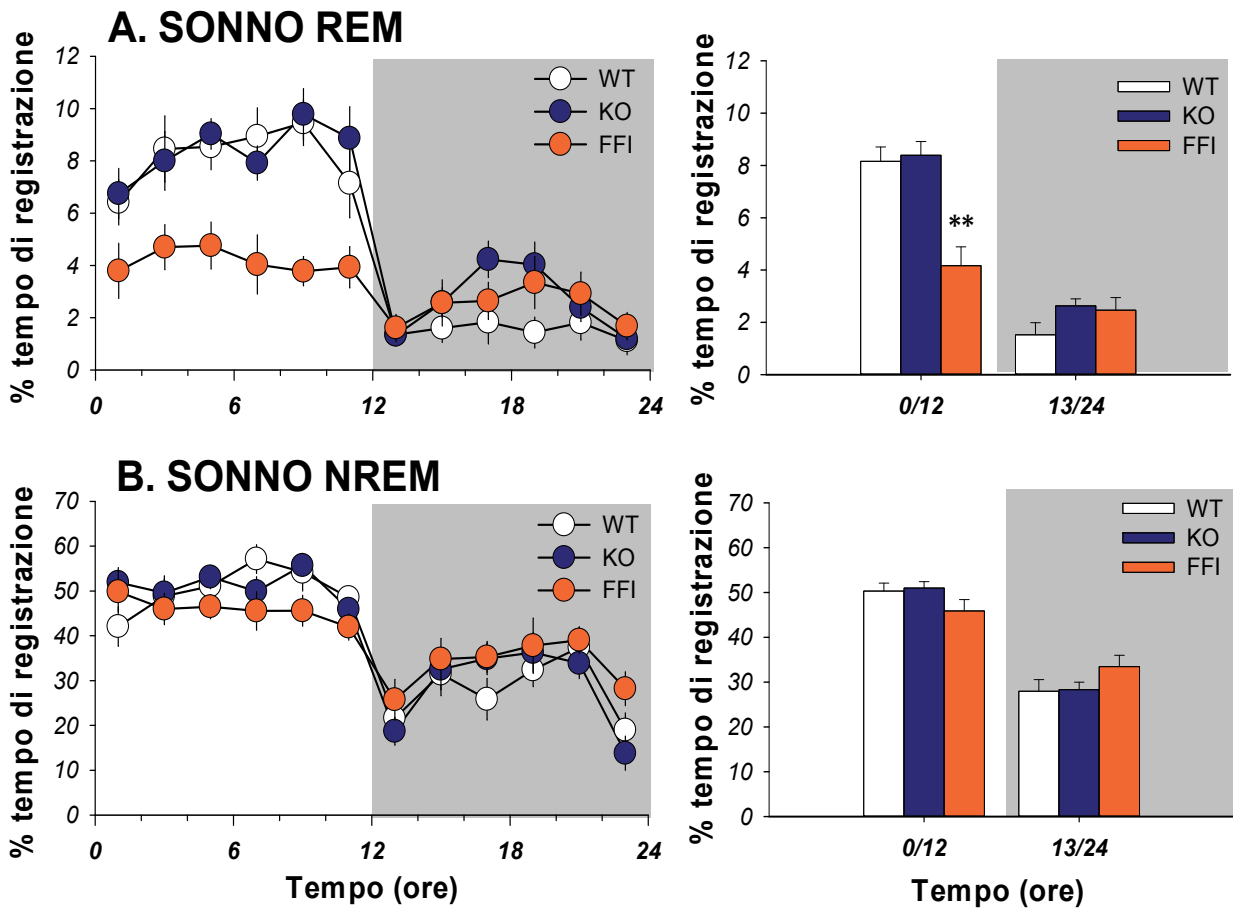 A. SONNO REM
% tempo di registrazione
12
10
8
6
4
2
0
0
6
12
18
24
WT
KO
FFI
% tempo di registrazione
12
10
8
6
4
2
0
**
0/12
13/24
WT
KO
FFI
B. SONNO NREM
% tempo di registrazione
70
60
50
40
30
20
10
0
0
6
12
18
24
Tempo (ore)
WT
KO
FFI
% tempo di registrazione
70
60
50
40
30
20
10
0
0/12
13/24
Tempo (ore)
WT
KO
FFI